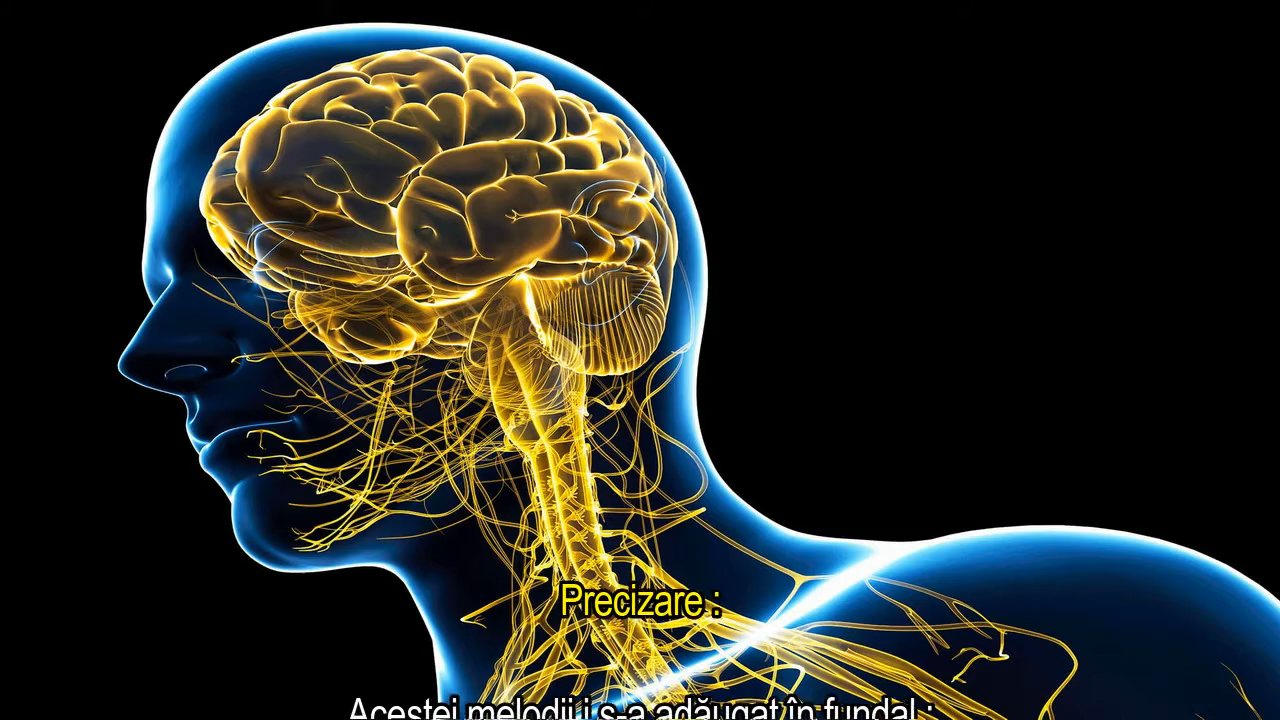 Precizare :
Acestei melodii i s-a adăugat în fundal :